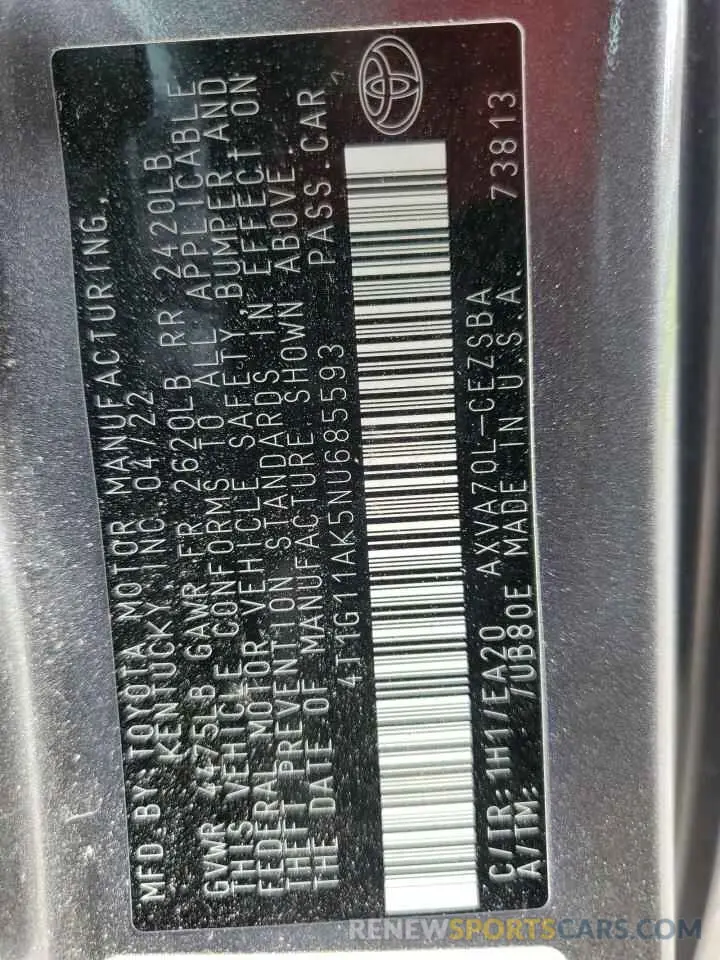 MFD.BY:TOYOTA MOTOR MANUFACTURING,
KENTUCKY INC. 04/22
GVWR 4475LB GAWR FR 2620LB RR 2420LB
THIS VEHICLE CONFORMS TO ALL APPLICABLE
FEDERAL MOTOR VEHICLE SAFETY, BUMPER AND
THEFT PREVENTION STANDARDS IN EFFECT ON
THE DATE OF MANUFACTURE SHOWN ABOVE.
4T1G11AK5NU685593 PASS.CAR
C/TR:1H1/EA20 AXVA70L-CEZSBA
A/TM: /UB80E MADE IN U.S.A. 73813
RENEWSPORTSCARS.COM